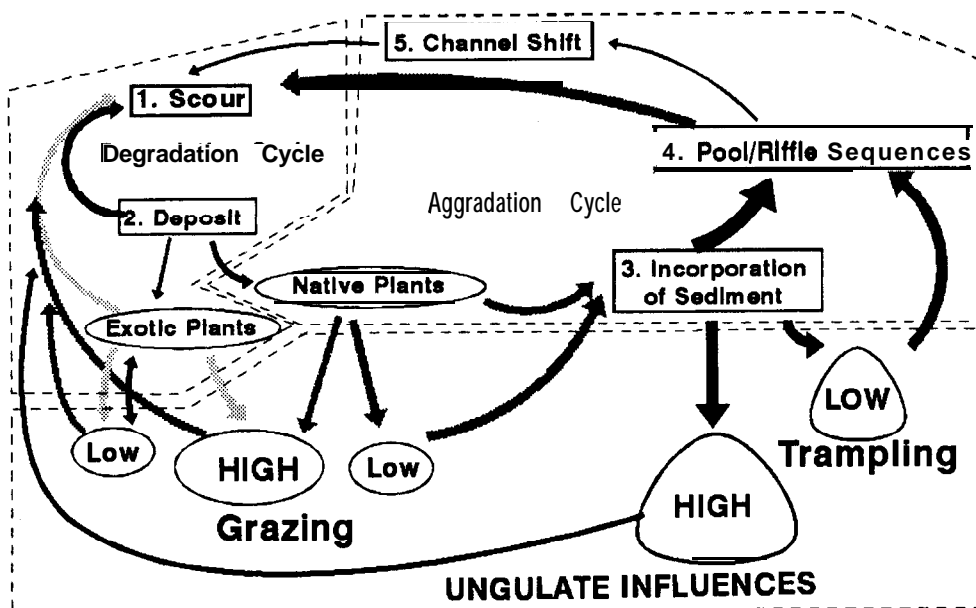 5. Channel Shift
1. Scour
Degradation Cycle
4. Pool/Riffle Sequences
2. Deposit
Aggradation Cycle
Native Plants
3. Incorporation
of Sediment
Exotic Plants
LOW
Low
HIGH
Low
Trampling
Grazing
HIGH
UNGULATE INFLUENCES